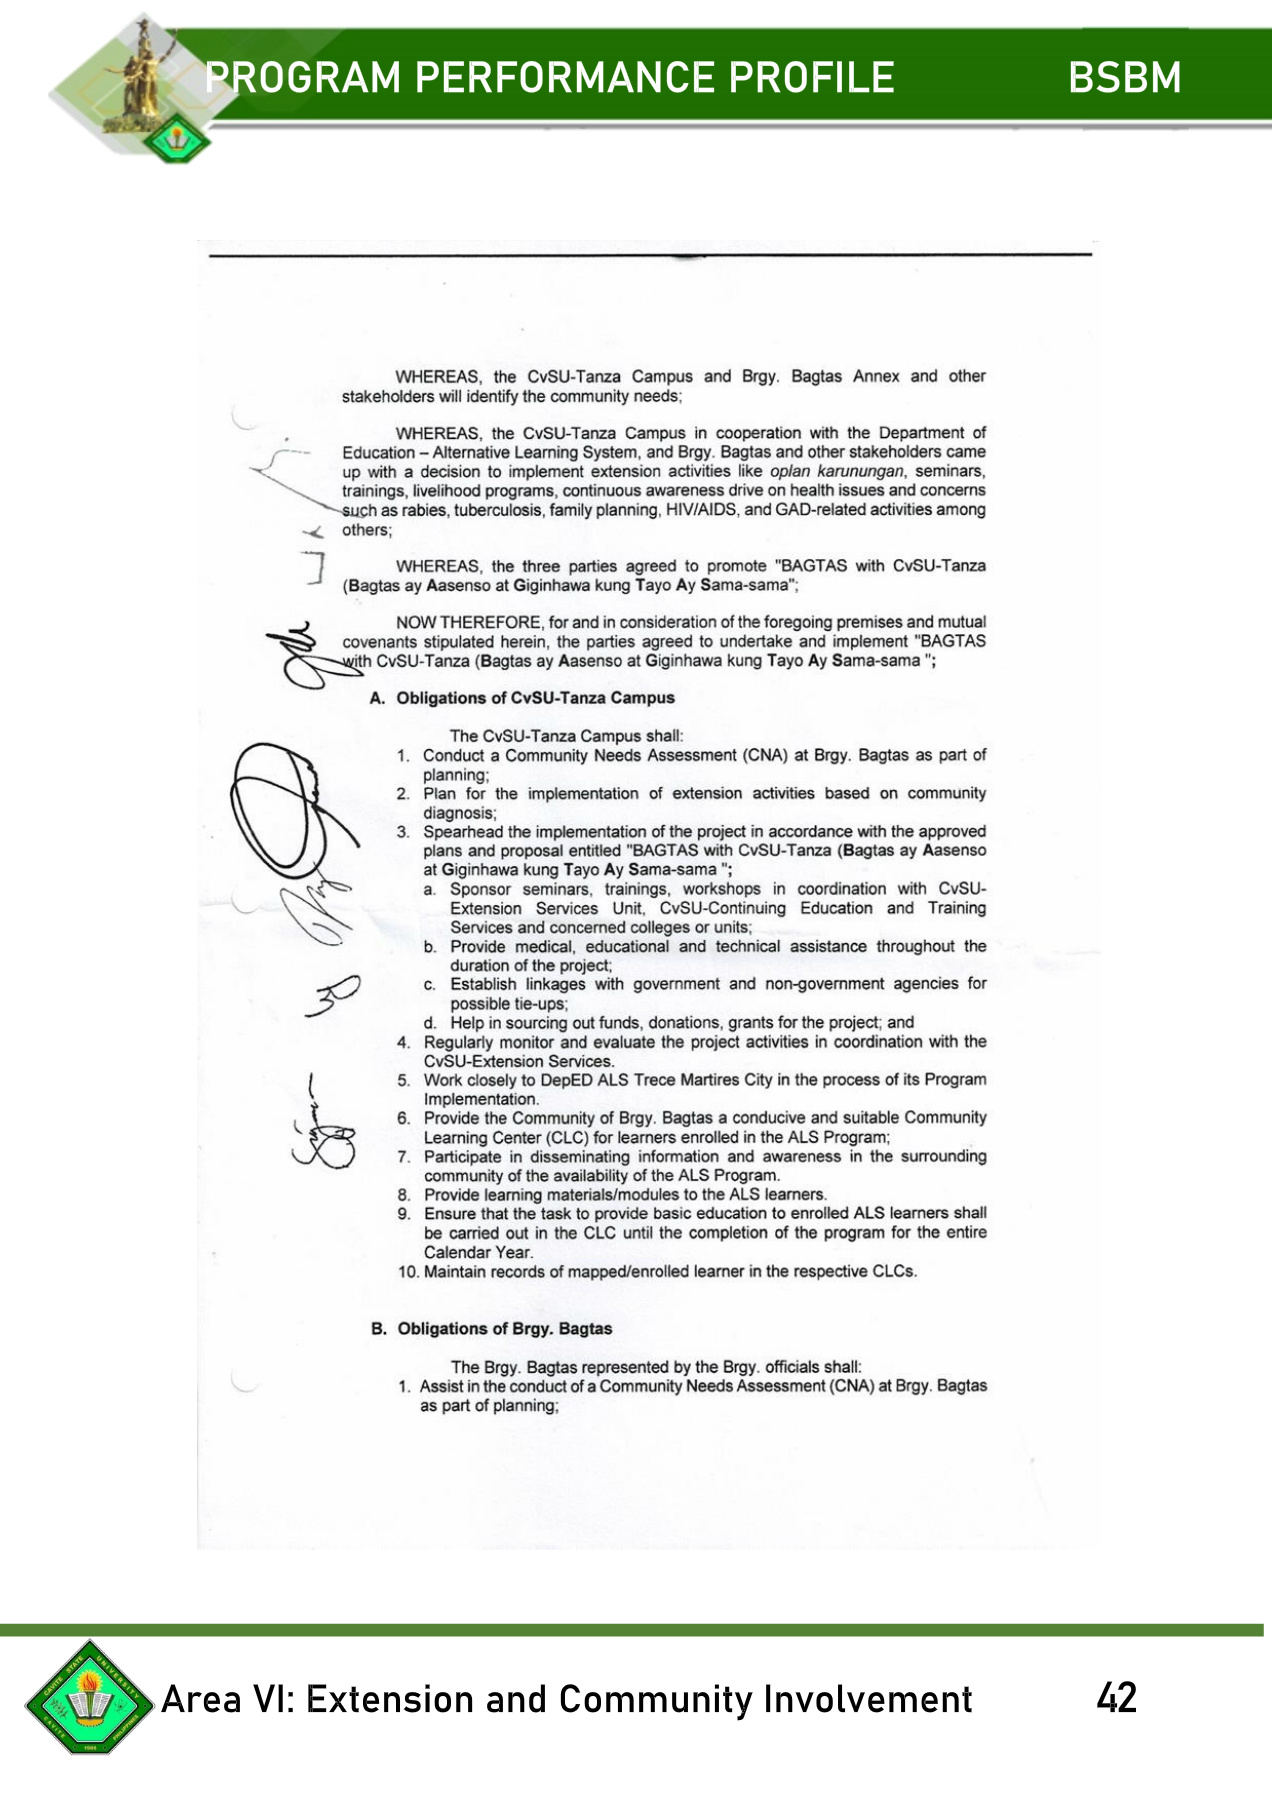 PROGRAM PERFORMANCE PROFILE BSBM
WHEREAS, the CvSU-Tanza Campus and Brgy. Bagtas Annex and other
stakeholders will identify the community needs;
WHEREAS, the CvSU-Tanza Campus in cooperation with the Department of
Education – Alternative Learning System, and Brgy. Bagtas and other stakeholders came
up with a decision to implement extension activities like oplan karunungan, seminars,
trainings, livelihood programs, continuous awareness drive on health issues and concerns
such as rabies, tuberculosis, family planning, HIV/AIDS, and GAD-related activities among
others;
WHEREAS, the three parties agreed to promote "BAGTAS with CvSU-Tanza
(Bagtas ay Aasenso at Giginhawa kung Tayo Ay Sama-sama";
NOW THEREFORE, for and in consideration of the foregoing premises and mutual
covenants stipulated herein, the parties agreed to undertake and implement "BAGTAS
with CvSU-Tanza (Bagtas ay Aasenso at Giginhawa kung Tayo Ay Sama-sama ";
A. Obligations of CvSU-Tanza Campus
The CvSU-Tanza Campus shall:
1. Conduct a Community Needs Assessment (CNA) at Brgy. Bagtas as part of
planning;
2. Plan for the implementation of extension activities based on community
diagnosis;
3. Spearhead the implementation of the project in accordance with the approved
plans and proposal entitled "BAGTAS with CvSU-Tanza (Bagtas ay Aasenso
at Giginhawa kung Tayo Ay Sama-sama ";
a. Sponsor seminars, trainings, workshops in coordination with CvSU-
Extension Services Unit, CvSU-Continuing Education and Training
Services and concerned colleges or units;
b. Provide medical, educational and technical assistance throughout the
duration of the project;
c. Establish linkages with government and non-government agencies for
possible tie-ups;
d. Help in sourcing out funds, donations, grants for the project; and
4. Regularly monitor and evaluate the project activities in coordination with the
CvSU-Extension Services.
5. Work closely to DepED ALS Trece Martires City in the process of its Program
Implementation.
6. Provide the Community of Brgy. Bagtas a conducive and suitable Community
Learning Center (CLC) for learners enrolled in the ALS Program;
7. Participate in disseminating information and awareness in the surrounding
community of the availability of the ALS Program.
8. Provide learning materials/modules to the ALS learners.
9. Ensure that the task to provide basic education to enrolled ALS learners shall
be carried out in the CLC until the completion of the program for the entire
Calendar Year.
10. Maintain records of mapped/enrolled learner in the respective CLCs.
B. Obligations of Brgy. Bagtas
The Brgy. Bagtas represented by the Brgy. officials shall:
1. Assist in the conduct of a Community Needs Assessment (CNA) at Brgy. Bagtas
as part of planning;
CAVITE STATE UNIVERSITY
CAVITE PHILIPPINES
1906
Area VI: Extension and Community Involvement 42